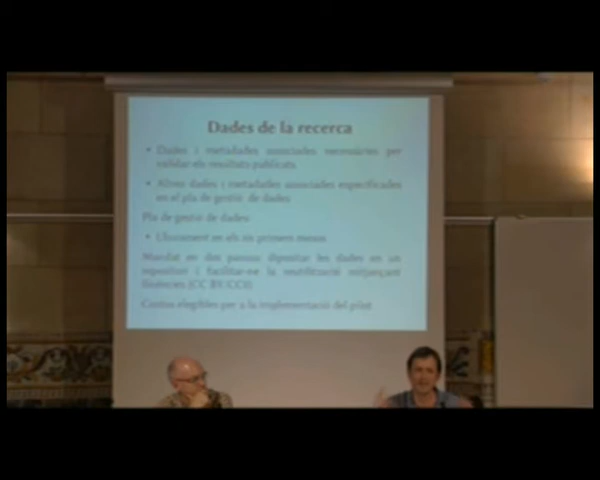 Dades de la recerca
• Dades i metadades associades necessàries per
validar els resultats publicats
• Altres dades i metadades associades especificades
en el pla de gestió de dades
Pla de gestió de dades:
• Lliurament en els sis primers mesos
Mandat en dos passos: dipositar les dades en un
repositori i facilitar-ne la reutilització mitjançant
llicències (CC BY/CC0)
Costos elegibles per a la implementació del pilot